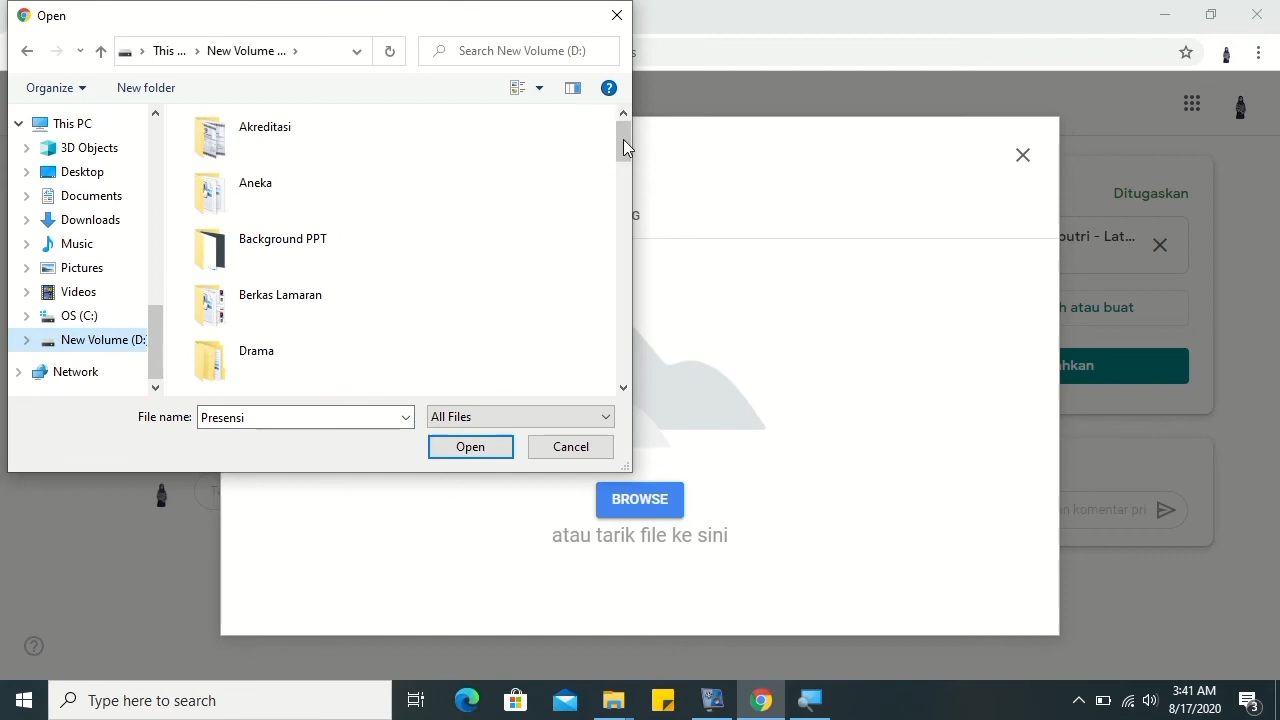 Open
This ... New Volume ...
Search New Volume (D:)
s
Organize
New folder
This PC
3D Objects
Desktop
Documents
Downloads
Music
Pictures
Videos
OS (C:)
New Volume (D:
Network
Akreditasi
Aneka
Background PPT
Berkas Lamaran
Drama
File name:
Presensi
All Files
Open
Cancel
G
Ditugaskan
putri - Lat...
h atau buat
ahkan
n komentar pri
BROWSE
atau tarik file ke sini
Type here to search
3:41 AM
8/17/2020
3